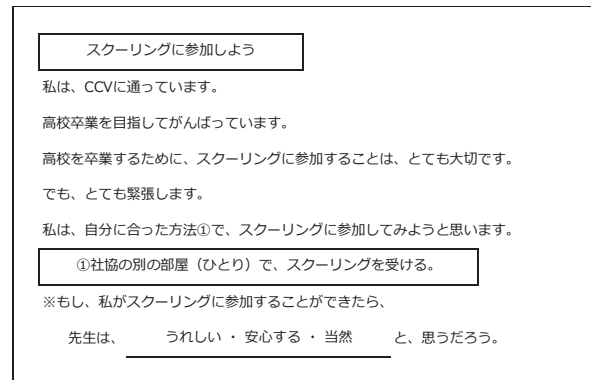 スクーリングに参加しよう
私は、CCVに通っています。
高校卒業を目指してがんばっています。
高校を卒業するために、スクーリングに参加することは、とても大切です。
でも、とても緊張します。
私は、自分に合った方法①で、スクーリングに参加してみようと思います。
①社協の別の部屋（ひとり）で、スクーリングを受ける。
※もし、私がスクーリングに参加することができたら、
先生は、 うれしい ・ 安心する ・ 当然 と、思うだろう。